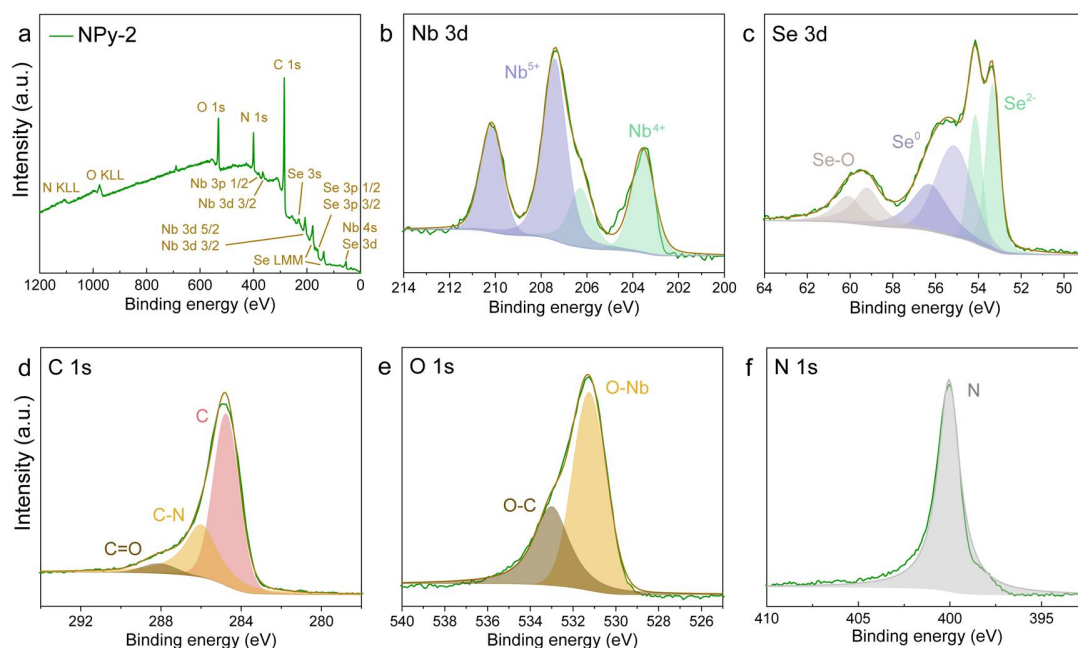 a
NPy-2
Intensity (a.u.)
C 1s
O 1s
N 1s
N KLL
O KLL
Nb 3p 1/2
Nb 3d 3/2
Se 3s
Se 3p 1/2
Se 3p 3/2
Nb 3d 5/2
Nb 3d 3/2
Nb 4s
Se LMM
Se 3d
1200 1000 800 600 400 200 0
Binding energy (eV)
b
Nb 3d
Nb⁵⁺
Nb⁴⁺
214 212 210 208 206 204 202 200
Binding energy (eV)
c
Se 3d
Se-O
Se⁰
Se²⁻
64 62 60 58 56 54 52 50
Binding energy (eV)
d
C 1s
Intensity (a.u.)
C
C-N
C=O
292 288 284 280
Binding energy (eV)
e
O 1s
O-Nb
O-C
540 538 536 534 532 530 528 526
Binding energy (eV)
f
N 1s
N
410 405 400 395
Binding energy (eV)